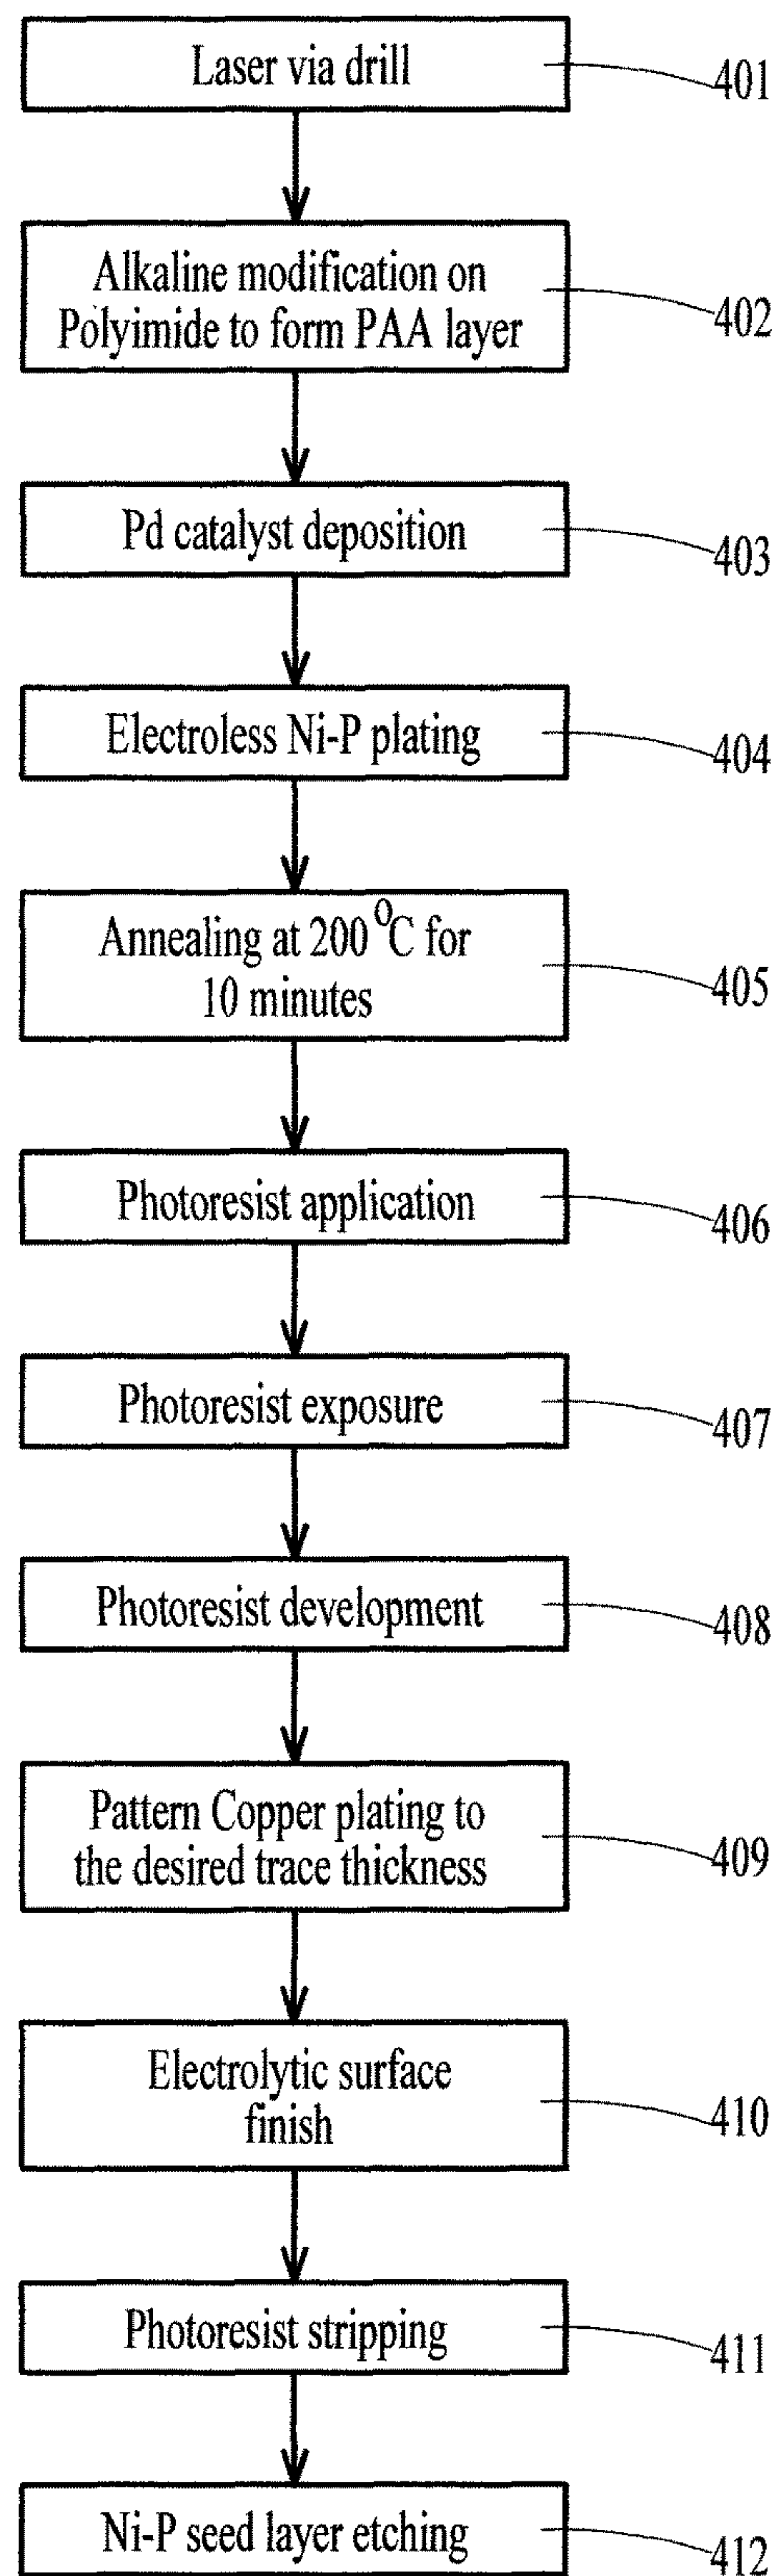 Laser via drill
401
Alkaline modification on
Polyimide to form PAA layer
402
Pd catalyst deposition
403
Electroless Ni-P plating
404
Annealing at 200°C for
10 minutes
405
Photoresist application
406
Photoresist exposure
407
Photoresist development
408
Pattern Copper plating to
the desired trace thickness
409
Electrolytic surface
finish
410
Photoresist stripping
411
Ni-P seed layer etching
412